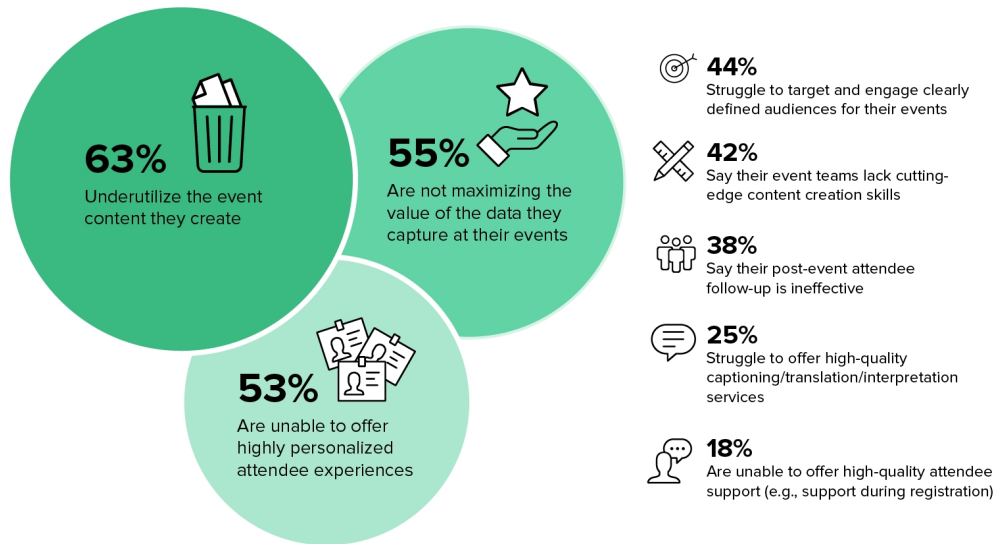 63%
Underutilize the event
content they create
55%
Are not maximizing the
value of the data they
capture at their events
53%
Are unable to offer
highly personalized
attendee experiences
44%
Struggle to target and engage clearly
defined audiences for their events
42%
Say their event teams lack cutting-
edge content creation skills
38%
Say their post-event attendee
follow-up is ineffective
25%
Struggle to offer high-quality
captioning/translation/interpretation
services
18%
Are unable to offer high-quality attendee
support (e.g., support during registration)